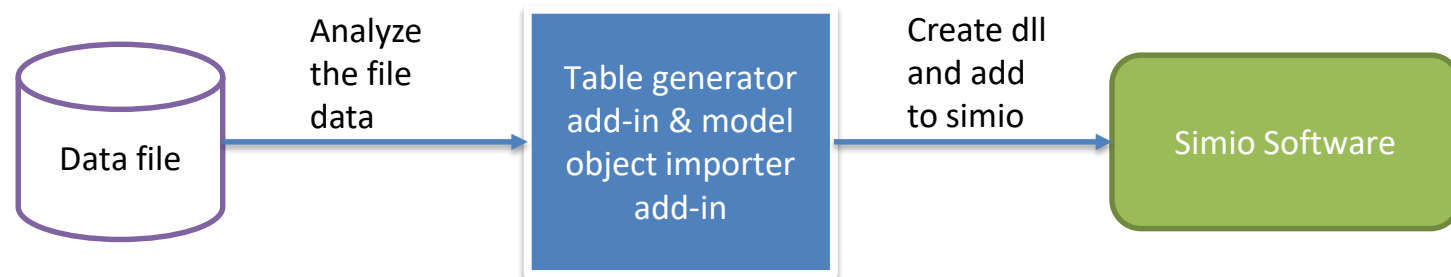 Data file
Analyze
the file
data
Table generator
add-in & model
object importer
add-in
Create dll
and add
to simio
Simio Software